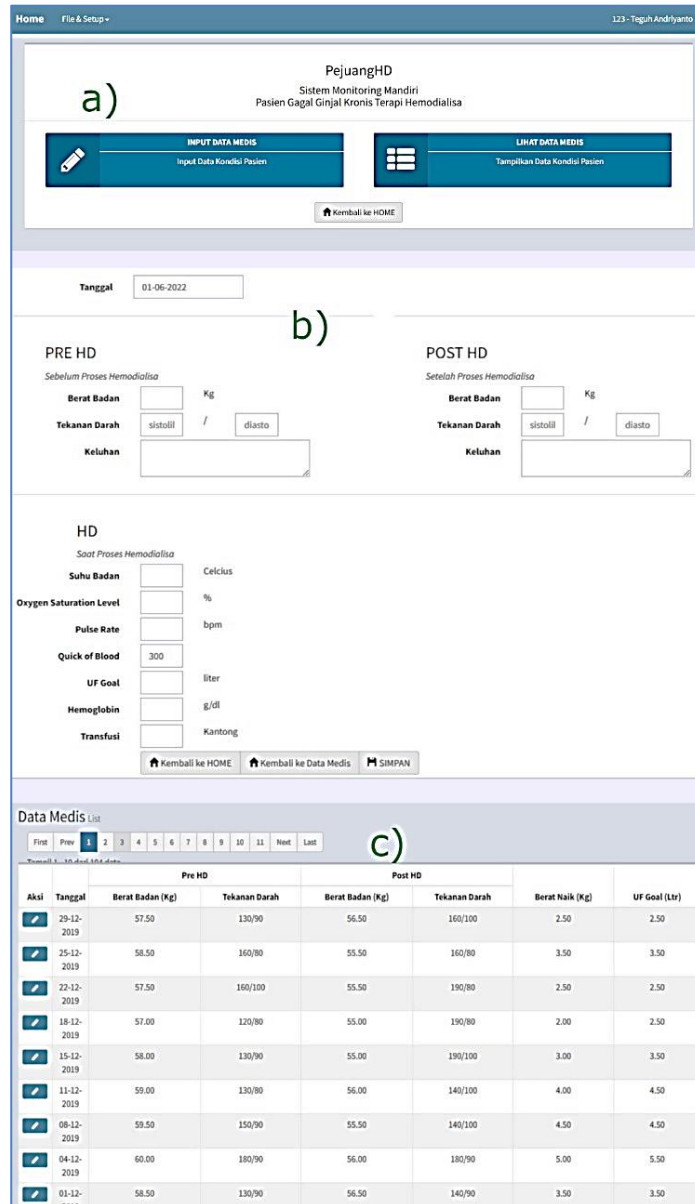 Home File & Setup 123 - Teguh Andriyanto
PejuangHD
a)
Sistem Monitoring Mandiri
Pasien Gagal Ginjal Kronis Terapi Hemodialisa
INPUT DATA MEDIS LIHAT DATA MEDIS
Input Data Kondisi Pasien Tampilkan Data Kondisi Pasien
Kembali ke HOME
Tanggal 01-06-2022
b)
PRE HD POST HD
Sebelum Proses Hemodialisa Setelah Proses Hemodialisa
Berat Badan Kg Berat Badan Kg
Tekanan Darah sistolil / diasto Tekanan Darah sistolil / diasto
Keluhan Keluhan
HD
Saat Proses Hemodialisa
Suhu Badan Celcius
Oxygen Saturation Level %
Pulse Rate bpm
Quick of Blood 300
UF Goal liter
Hemoglobin g/dl
Transfusi Kantong
Kembali ke HOME Kembali ke Data Medis SIMPAN
Data Medis List
First Prev 1 2 3 4 5 6 7 8 9 10 11 Next Last
c)
Tampil 1 - 10 dari 104 data
Pre HD Post HD
Aksi Tanggal Berat Badan (Kg) Tekanan Darah Berat Badan (Kg) Tekanan Darah Berat Naik (Kg) UF Goal (Ltr)
29-12-2019 57.50 130/90 56.50 160/100 2.50 2.50
25-12-2019 58.50 160/80 55.50 160/80 3.50 3.50
22-12-2019 57.50 160/100 55.50 190/80 2.50 2.50
18-12-2019 57.00 120/80 55.00 190/80 2.00 2.50
15-12-2019 58.00 130/90 55.00 190/100 3.00 3.50
11-12-2019 59.00 130/80 56.00 140/100 4.00 4.50
08-12-2019 59.50 150/90 55.50 140/100 4.50 4.50
04-12-2019 60.00 180/90 56.00 180/90 5.00 5.50
01-12- 58.50 130/90 56.50 140/90 3.50 3.50